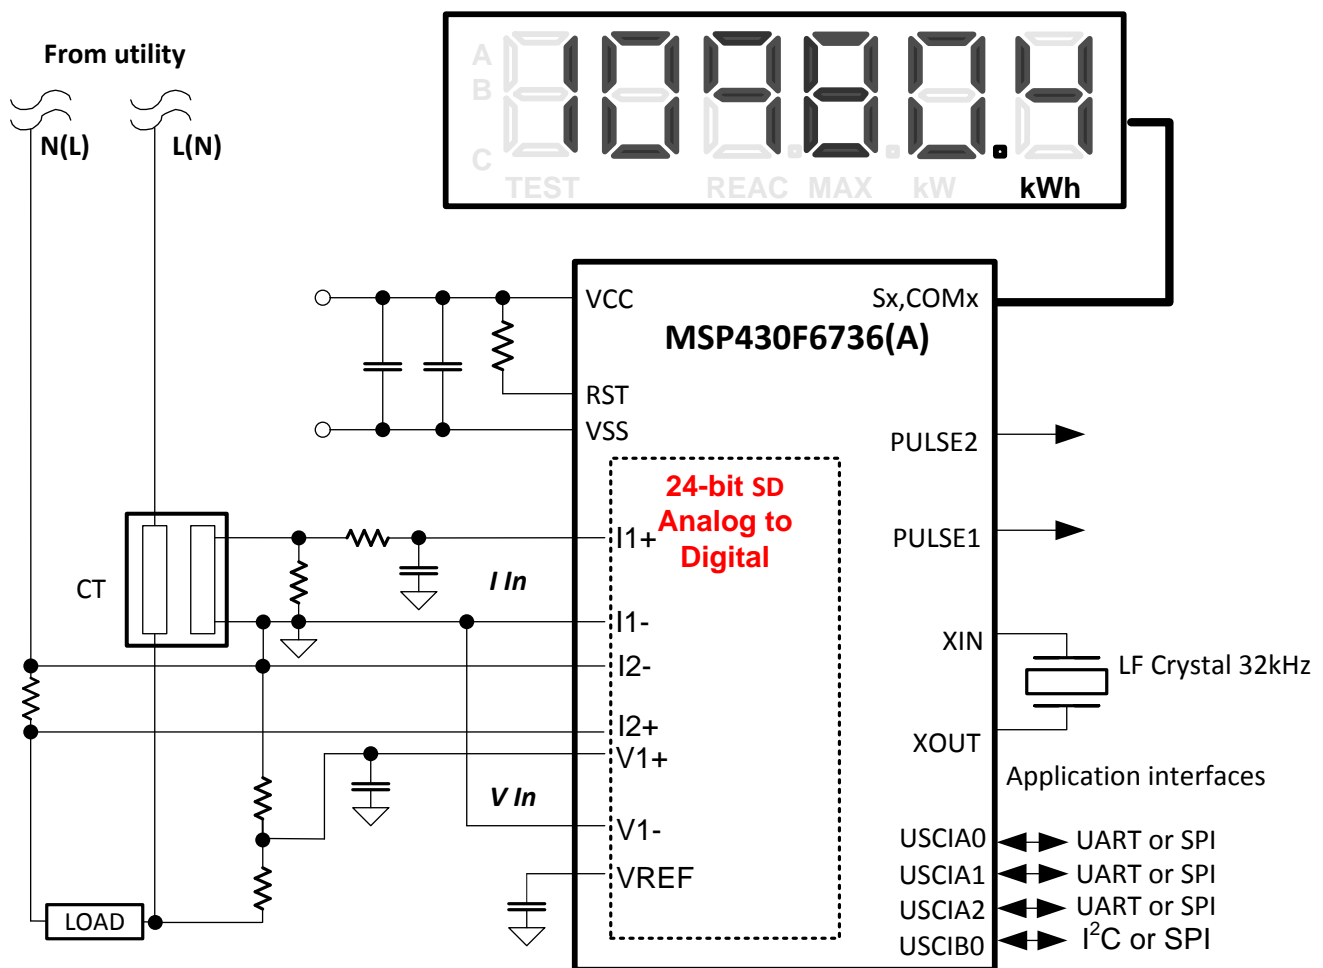 From utility
N(L)
L(N)
A
B
C
10980.4
TEST REAC MAX kW kWh
VCC
Sx,COMx
MSP430F6736(A)
RST
VSS
PULSE2
24-bit SD
Analog to
Digital
PULSE1
I1+
CT
I In
I1-
XIN
I2-
LF Crystal 32kHz
I2+
XOUT
V1+
Application interfaces
V In
V1-
USCIA0 UART or SPI
VREF
USCIA1 UART or SPI
USCIA2 UART or SPI
LOAD
USCIB0 I²C or SPI